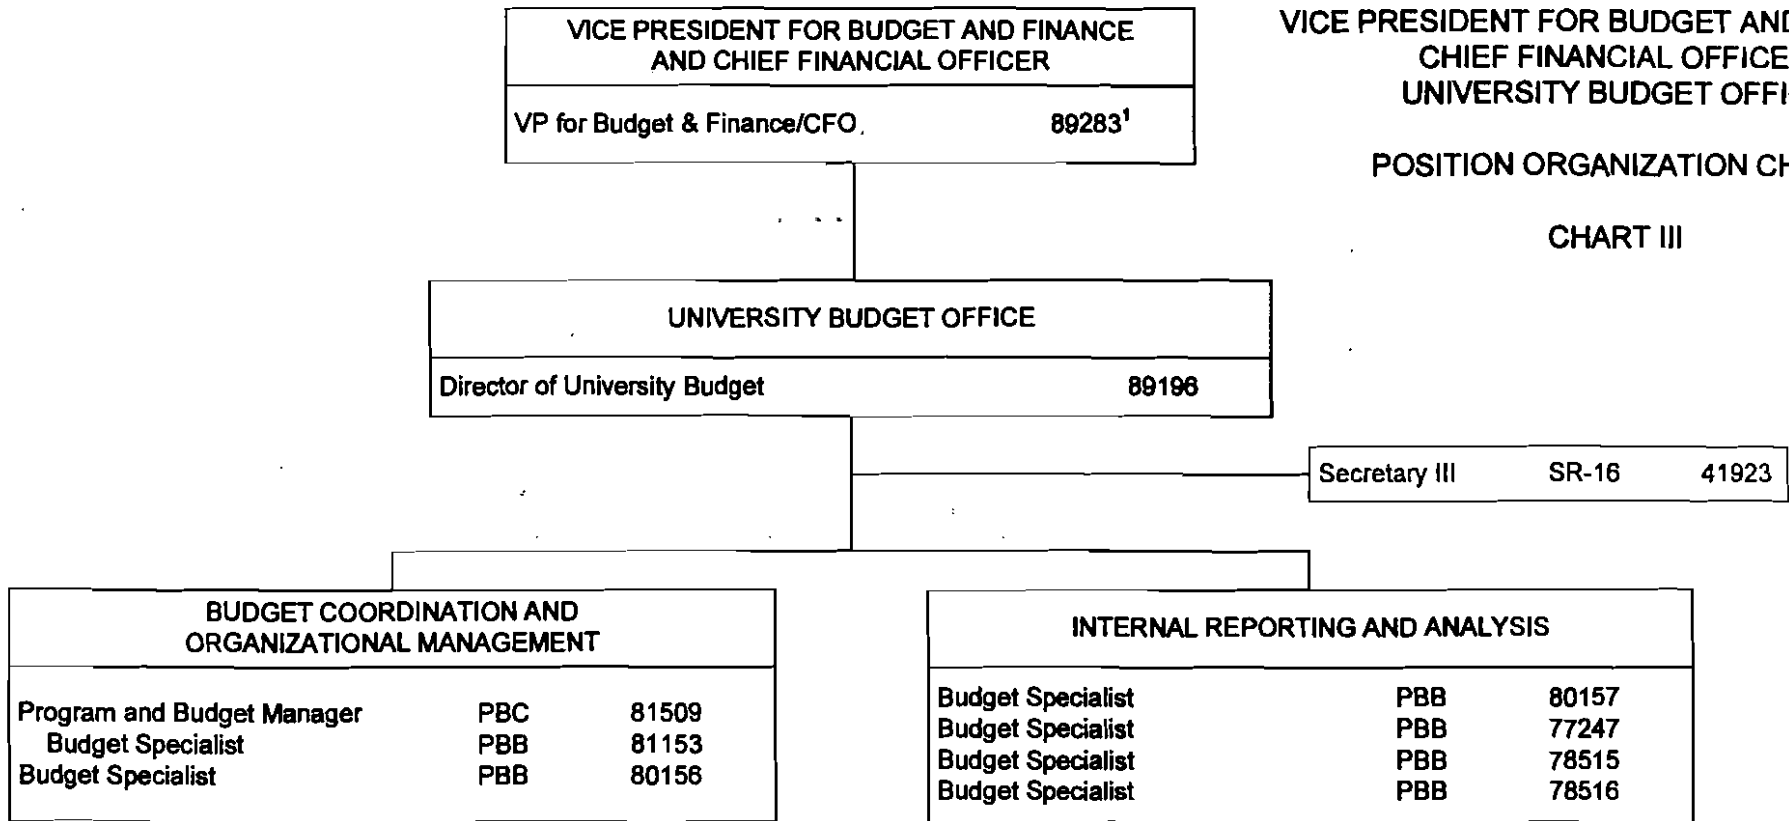 VICE PRESIDENT FOR BUDGET AND FINANCE
AND CHIEF FINANCIAL OFFICER
VP for Budget & Finance/CFO 89283¹
VICE PRESIDENT FOR BUDGET AN
CHIEF FINANCIAL OFFICE
UNIVERSITY BUDGET OFFI
POSITION ORGANIZATION CH
CHART III
UNIVERSITY BUDGET OFFICE
Director of University Budget 89196
Secretary III SR-16 41923
BUDGET COORDINATION AND
ORGANIZATIONAL MANAGEMENT
Program and Budget Manager PBC 81509
Budget Specialist PBB 81153
Budget Specialist PBB 80156
INTERNAL REPORTING AND ANALYSIS
Budget Specialist PBB 80157
Budget Specialist PBB 77247
Budget Specialist PBB 78515
Budget Specialist PBB 78516